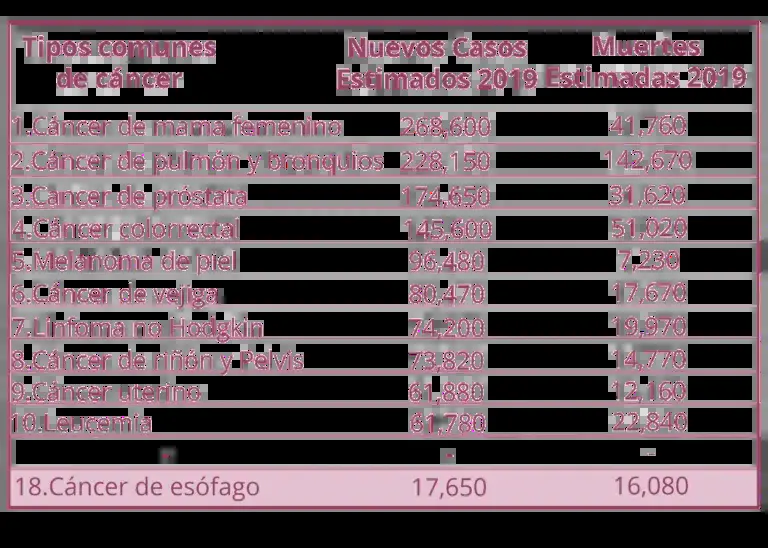 Tipos comunes de cáncer Nuevos Casos Estimados 2019 Muertes Estimadas 2019
1.Cáncer de mama femenino 268,600 41,760
2.Cáncer de pulmón y bronquios 228,150 142,670
3.Cáncer de próstata 174,650 31,620
4.Cáncer colorrectal 145,600 51,020
5.Melanoma de piel 96,480 7,230
6.Cáncer de vejiga 80,470 17,670
7.Linfoma no Hodgkin 74,200 19,970
8.Cáncer de riñón y Pelvis 73,820 14,770
9.Cáncer uterino 61,880 12,160
10.Leucemia 61,780 22,840
18.Cáncer de esófago 17,650 16,080